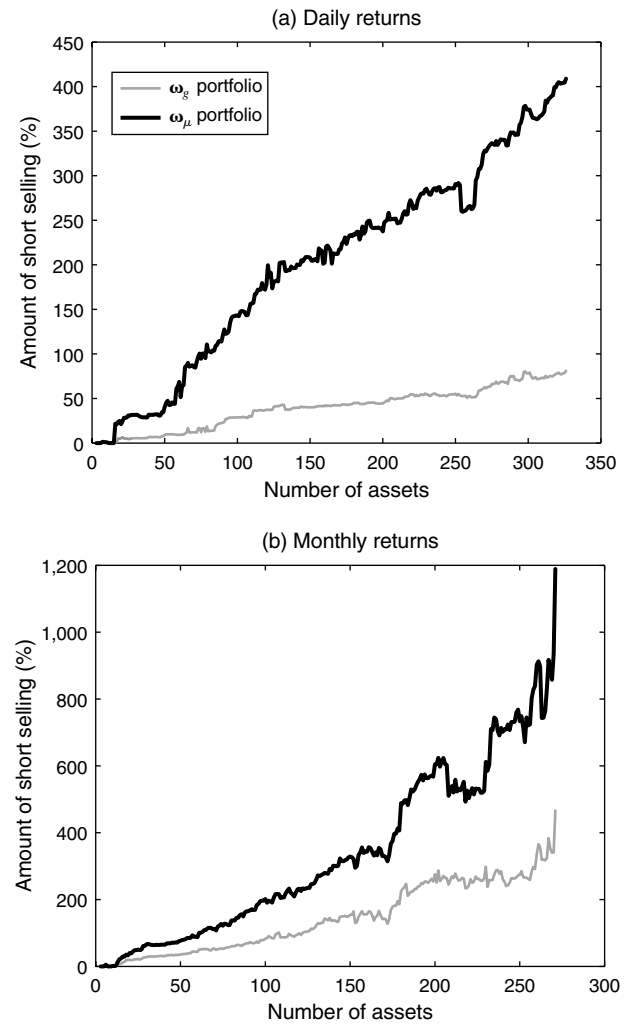 (a) Daily returns
450
400
350
300
250
200
150
100
50
0
Amount of short selling (%)
ω_g portfolio
ω_μ portfolio
0 50 100 150 200 250 300 350
Number of assets
(b) Monthly returns
1,200
1,000
800
600
400
200
0
Amount of short selling (%)
0 50 100 150 200 250 300
Number of assets